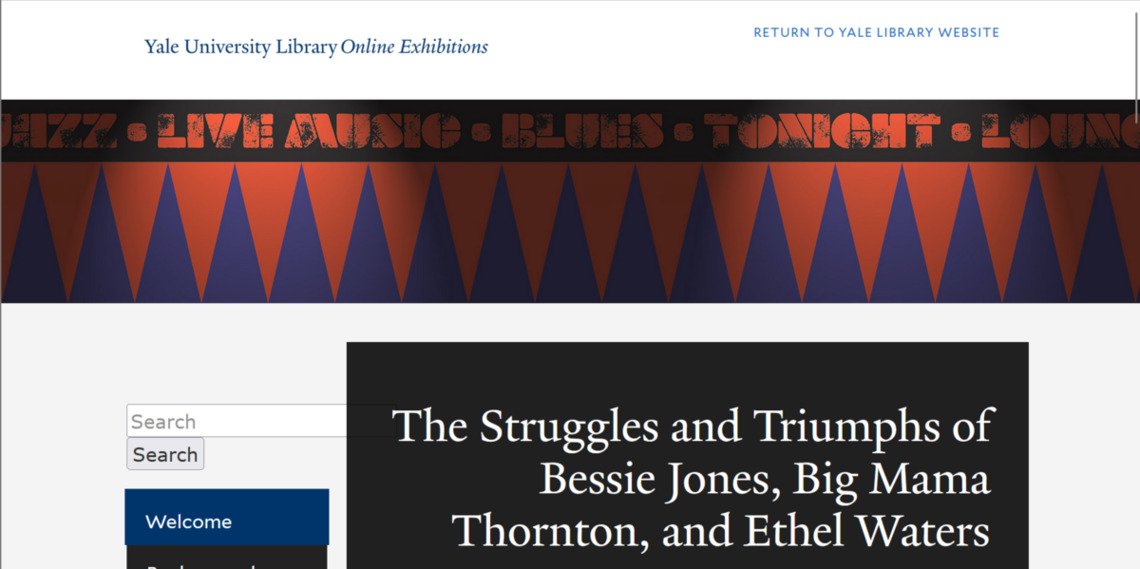 Yale University Library Online Exhibitions
RETURN TO YALE LIBRARY WEBSITE
JAZZ • LIVE MUSIC • BLUES • TONIGHT • LOUNG
Search
Search
Welcome
The Struggles and Triumphs of
Bessie Jones, Big Mama
Thornton, and Ethel Waters